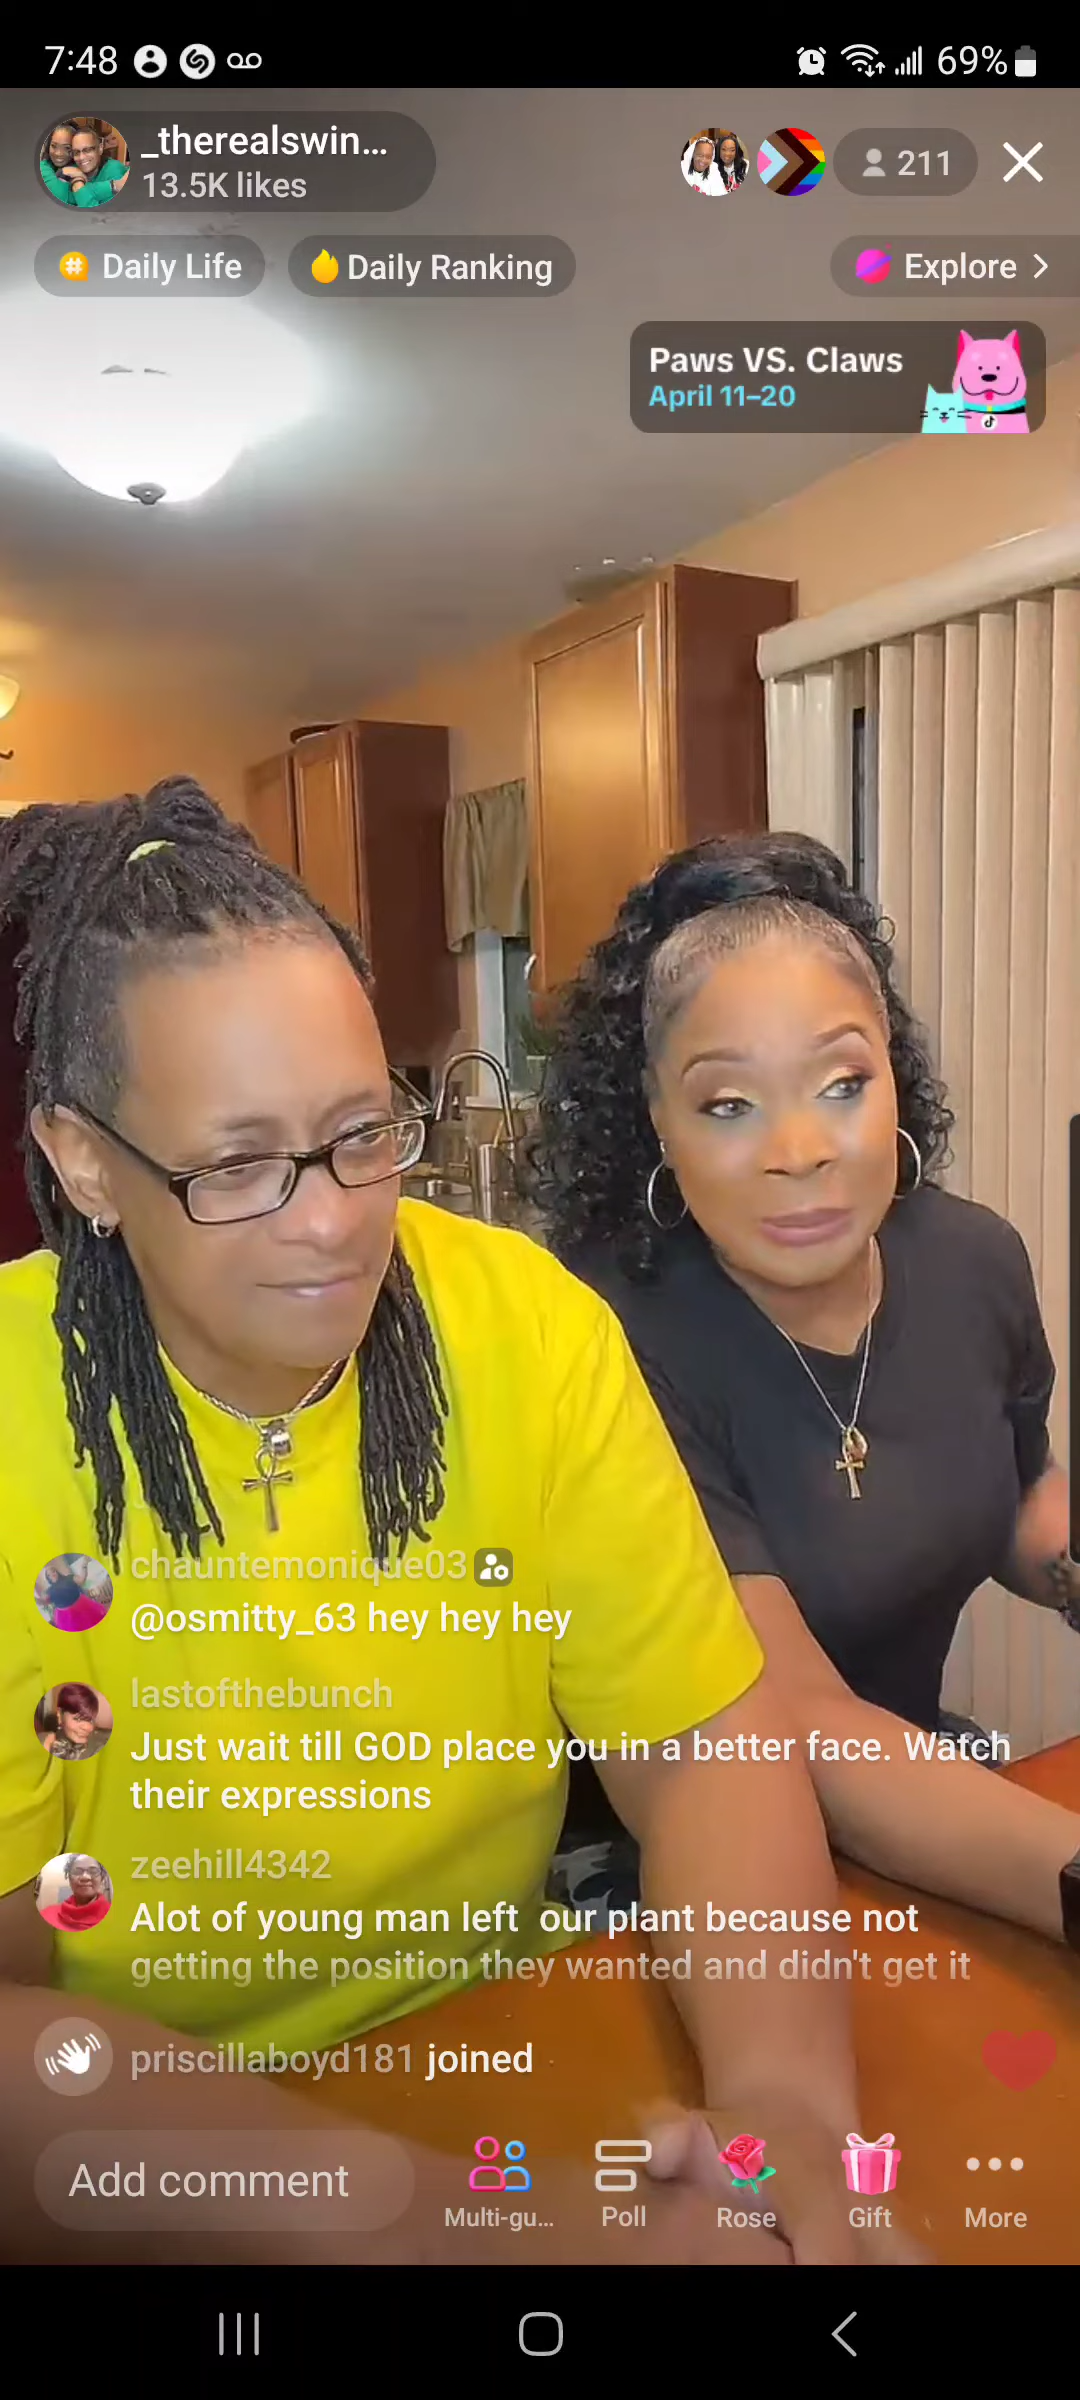 7:48
69%
_therealswin...
13.5K likes
211
Daily Life
Daily Ranking
Explore >
Paws VS. Claws
April 11–20
chauntemonique03
@osmitty_63 hey hey hey
lastofthebunch
Just wait till GOD place you in a better face. Watch
their expressions
zeehill4342
Alot of young man left  our plant because not
getting the position they wanted and didn't get it
priscillaboyd181 joined
Add comment
Multi-gu...
Poll
Rose
Gift
More